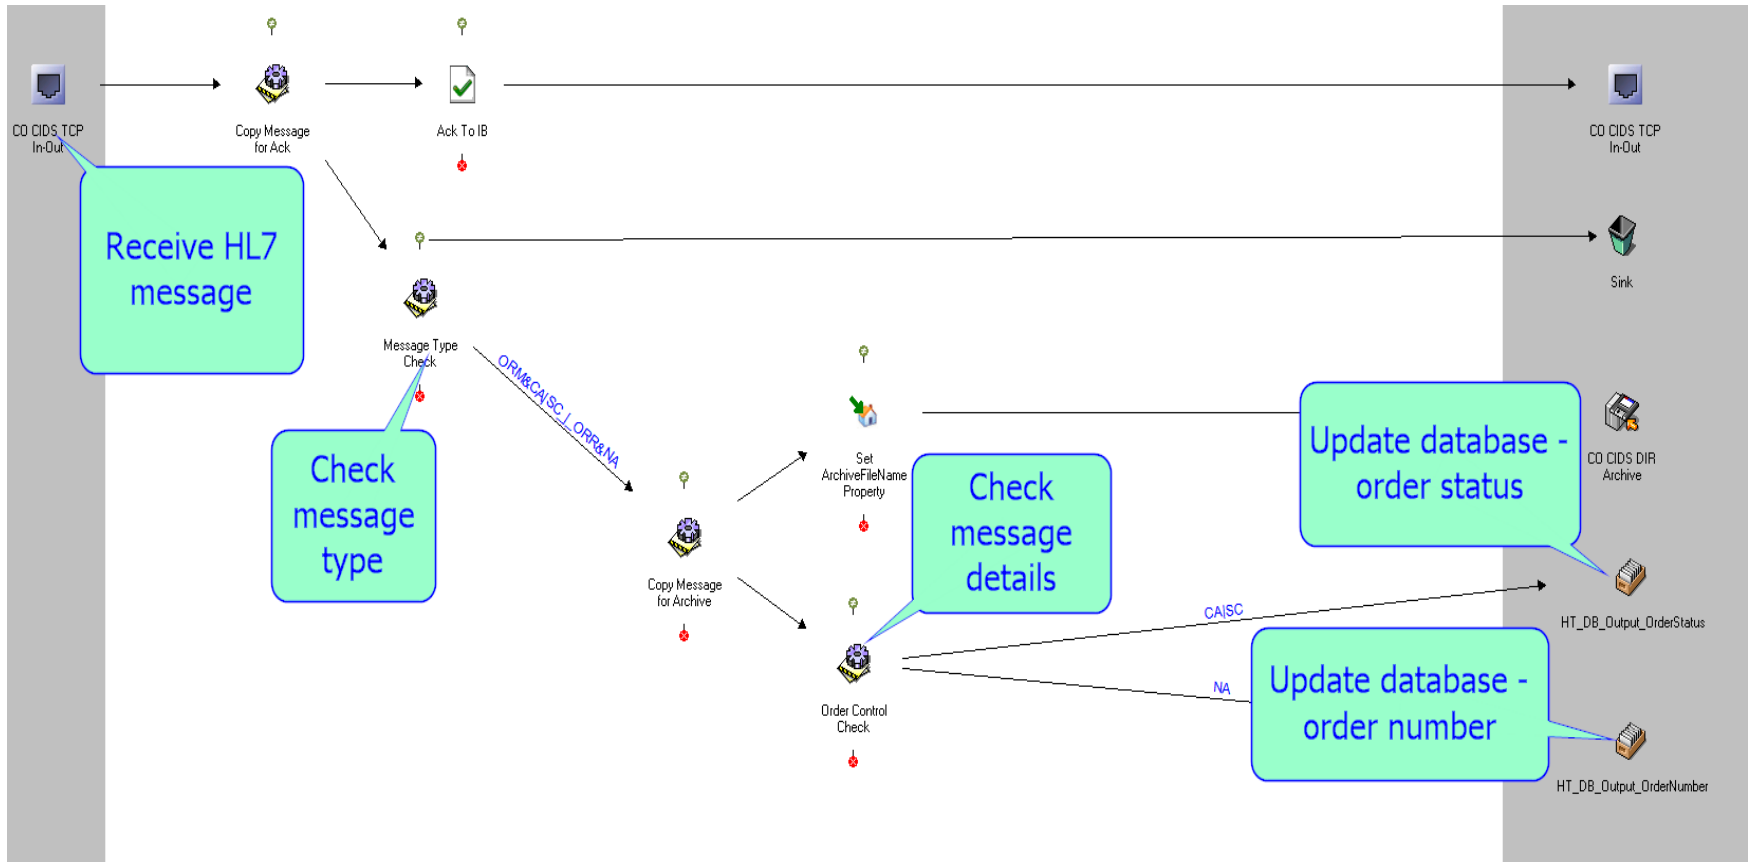 CO CIDS TCP
In-Out
Copy Message
for Ack
Ack To IB
CO CIDS TCP
In-Out
Receive HL7
message
Sink
Message Type
Check
ORM&CA|SC_|_ORR&NA
Check
message
type
Set
ArchiveFileName
Property
Check
message
details
Update database -
order status
CO CIDS DIR
Archive
Copy Message
for Archive
CA|SC
HT_DB_Output_OrderStatus
NA
Update database -
order number
Order Control
Check
HT_DB_Output_OrderNumber